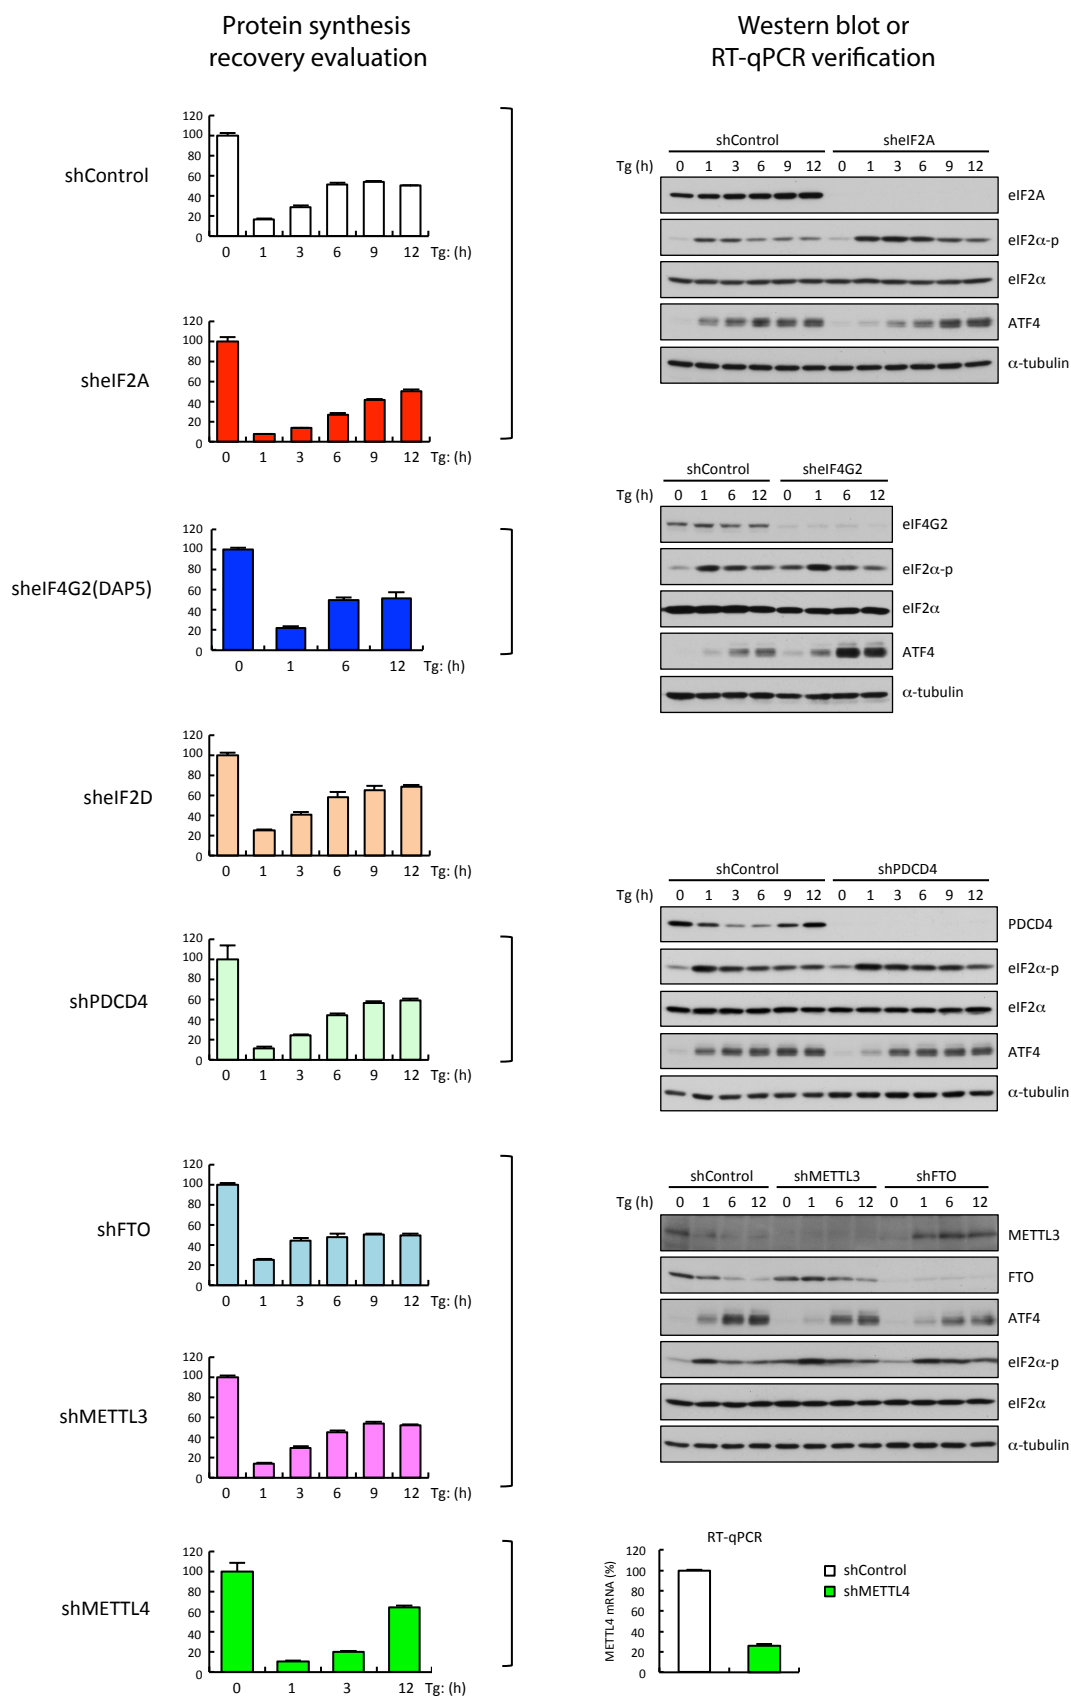 Protein synthesis
recovery evaluation
shControl
120
100
80
60
40
20
0
0 1 3 6 9 12 Tg: (h)
sheIF2A
120
100
80
60
40
20
0
0 1 3 6 9 12 Tg: (h)
sheIF4G2(DAP5)
120
100
80
60
40
20
0
0 1 6 12 Tg: (h)
sheIF2D
120
100
80
60
40
20
0
0 1 3 6 9 12 Tg: (h)
shPDCD4
120
100
80
60
40
20
0
0 1 3 6 9 12 Tg: (h)
shFTO
120
100
80
60
40
20
0
0 1 3 6 9 12 Tg: (h)
shMETTL3
120
100
80
60
40
20
0
0 1 3 6 9 12 Tg: (h)
shMETTL4
120
100
80
60
40
20
0
0 1 3 12 Tg: (h)
Western blot or
RT-qPCR verification
shControl sheIF2A
Tg (h) 0 1 3 6 9 12 0 1 3 6 9 12
eIF2A
eIF2α-p
eIF2α
ATF4
α-tubulin
shControl sheIF4G2
Tg (h) 0 1 6 12 0 1 6 12
eIF4G2
eIF2α-p
eIF2α
ATF4
α-tubulin
shControl shPDCD4
Tg (h) 0 1 3 6 9 12 0 1 3 6 9 12
PDCD4
eIF2α-p
eIF2α
ATF4
α-tubulin
shControl shMETTL3 shFTO
Tg (h) 0 1 6 12 0 1 6 12 0 1 6 12
METTL3
FTO
ATF4
eIF2α-p
eIF2α
α-tubulin
RT-qPCR
METTL4 mRNA (%)
120
100
80
60
40
20
0
shControl
shMETTL4